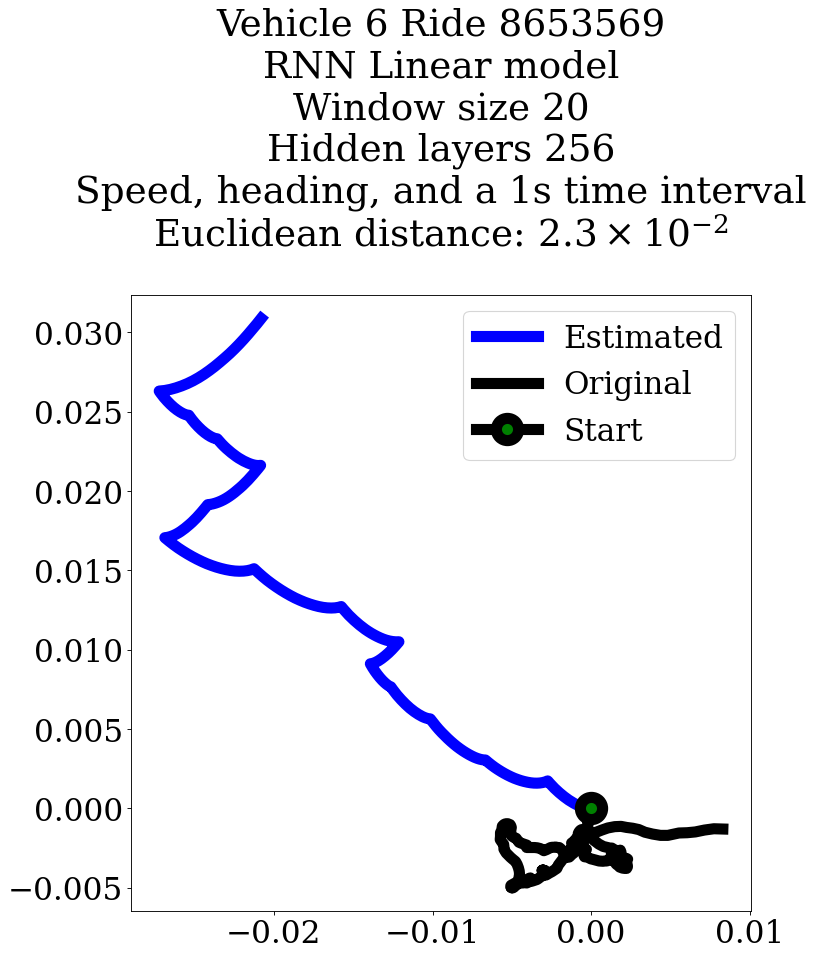 Vehicle 6 Ride 8653569
RNN Linear model
Window size 20
Hidden layers 256
Speed, heading, and a 1s time interval
Euclidean distance: 2.3 × 10⁻²
Estimated
Original
Start
0.030
0.025
0.020
0.015
0.010
0.005
0.000
−0.005
−0.02 −0.01 0.00 0.01